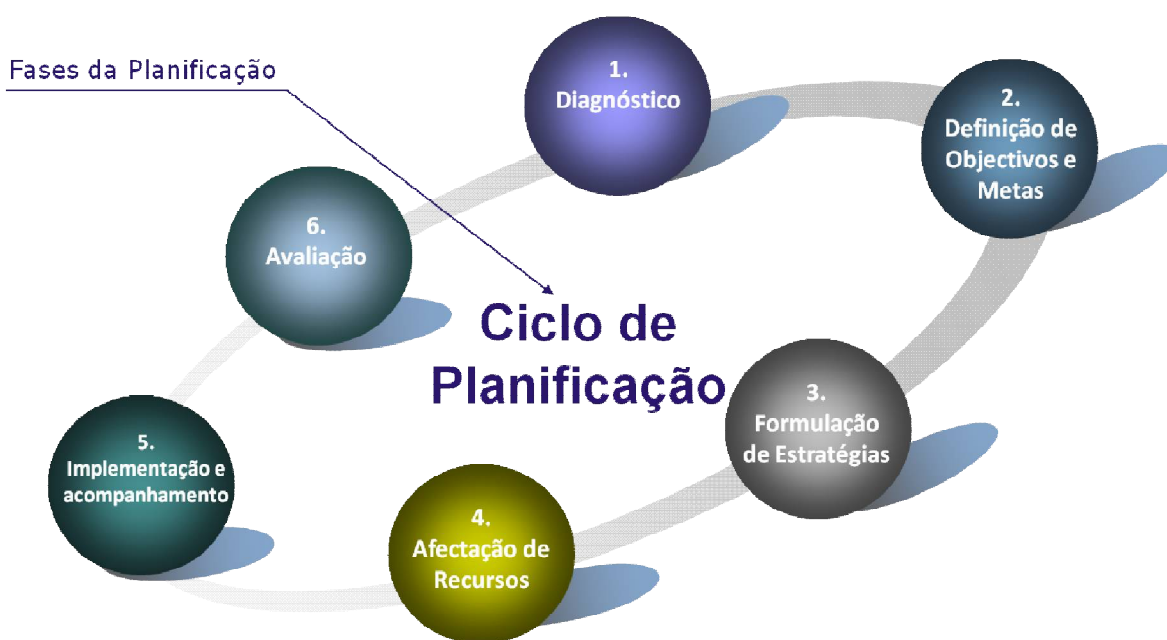 Fases da Planificação
1.
Diagnóstico
2.
Definição de
Objectivos e
Metas
3.
Formulação
de Estratégias
4.
Afectação de
Recursos
5.
Implementação e
acompanhamento
6.
Avaliação
Ciclo de
Planificação